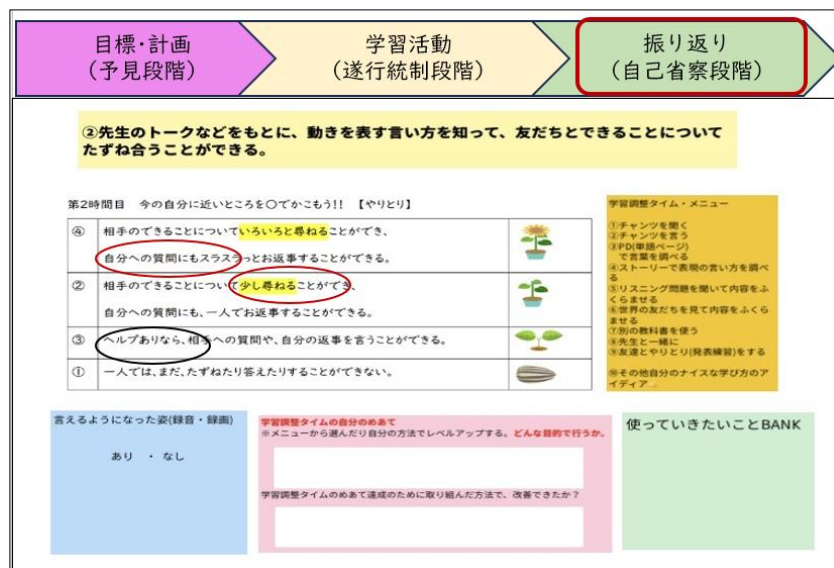 目標・計画
(予見段階)
学習活動
(遂行統制段階)
振り返り
(自己省察段階)
②先生のトークなどをもとに、動きを表す言い方を知って、友だちとできることについて
たずね合うことができる。
第2時間目 今の自分に近いところを〇でかこもう!! 【やりとり】
④ 相手のできることについていろいろと尋ねることができ、
自分への質問にもスラスラっとお返事することができる。
② 相手のできることについて少し尋ねることができ、
自分への質問にも、一人でお返事することができる。
③ ヘルプありなら、相手への質問や、自分の返事を言うことができる。
① 一人では、まだ、たずねたり答えたりすることができない。
学習調整タイム・メニュー
①チャンツを聞く
②チャンツを言う
③PD(単語ページ)
で言葉を調べる
④ストーリーで表現の言い方を調べ
る
⑤リスニング問題を聞いて内容をふ
くらませる
⑥世界の友だちを見て内容をふくら
ませる
⑦別の教科書を使う
⑧先生と一緒に
⑨友達とやりとり(発表練習)をする
⑩その他自分のナイスな学び方のア
イディア
言えるようになった姿(録音・録画)
あり ・ なし
学習調整タイムの自分のめあて
※メニューから選んだり自分の方法でレベルアップする。どんな目的で行うか。
学習調整タイムのめあて達成のために取り組んだ方法で、改善できたか?
使っていきたいことBANK